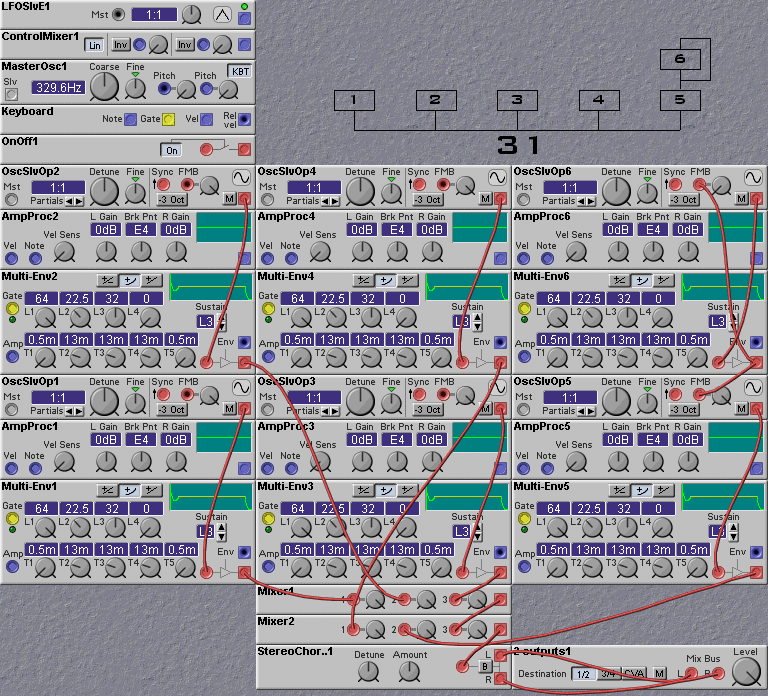 LFOSlvE1 Mst 1:1
ControlMixer1 Lin Inv Inv
MasterOsc1 Coarse Fine Pitch Pitch KBT
Slv 329.6Hz
Keyboard Note Gate Vel Rel vel
OnOff1 On
6
1 2 3 4 5
31
OscSlvOp2 Detune Fine Sync FMB
Mst 1:1 Partials -3 Oct M
AmpProc2 L Gain Brk Pnt R Gain
0dB E4 0dB
Vel Note Vel Sens
Multi-Env2
Gate 64 22.5 32 0 Sustain
L1 L2 L3 L4 L3
Amp 0.5m 13m 13m 13m 0.5m Env
T1 T2 T3 T4 T5
OscSlvOp4 Detune Fine Sync FMB
Mst 1:1 Partials -3 Oct M
AmpProc4 L Gain Brk Pnt R Gain
0dB E4 0dB
Vel Note Vel Sens
Multi-Env4
Gate 64 22.5 32 0 Sustain
L1 L2 L3 L4 L3
Amp 0.5m 13m 13m 13m 0.5m Env
T1 T2 T3 T4 T5
OscSlvOp6 Detune Fine Sync FMB
Mst 1:1 Partials -3 Oct M
AmpProc6 L Gain Brk Pnt R Gain
0dB E4 0dB
Vel Note Vel Sens
Multi-Env6
Gate 64 22.5 32 0 Sustain
L1 L2 L3 L4 L3
Amp 0.5m 13m 13m 13m 0.5m Env
T1 T2 T3 T4 T5
OscSlvOp1 Detune Fine Sync FMB
Mst 1:1 Partials -3 Oct M
AmpProc1 L Gain Brk Pnt R Gain
0dB E4 0dB
Vel Note Vel Sens
Multi-Env1
Gate 64 22.5 32 0 Sustain
L1 L2 L3 L4 L3
Amp 0.5m 13m 13m 13m 0.5m Env
T1 T2 T3 T4 T5
OscSlvOp3 Detune Fine Sync FMB
Mst 1:1 Partials -3 Oct M
AmpProc3 L Gain Brk Pnt R Gain
0dB E4 0dB
Vel Note Vel Sens
Multi-Env3
Gate 64 22.5 32 0 Sustain
L1 L2 L3 L4 L3
Amp 0.5m 13m 13m 13m 0.5m Env
T1 T2 T3 T4 T5
OscSlvOp5 Detune Fine Sync FMB
Mst 1:1 Partials -3 Oct M
AmpProc5 L Gain Brk Pnt R Gain
0dB E4 0dB
Vel Note Vel Sens
Multi-Env5
Gate 64 22.5 32 0 Sustain
L1 L2 L3 L4 L3
Amp 0.5m 13m 13m 13m 0.5m Env
T1 T2 T3 T4 T5
Mixer1 1 2 3
Mixer2 1 2 3
StereoChor..1 Detune Amount L B R
2 outputs1 Mix Bus Level
Destination 1/2 3/4 CVA M L R